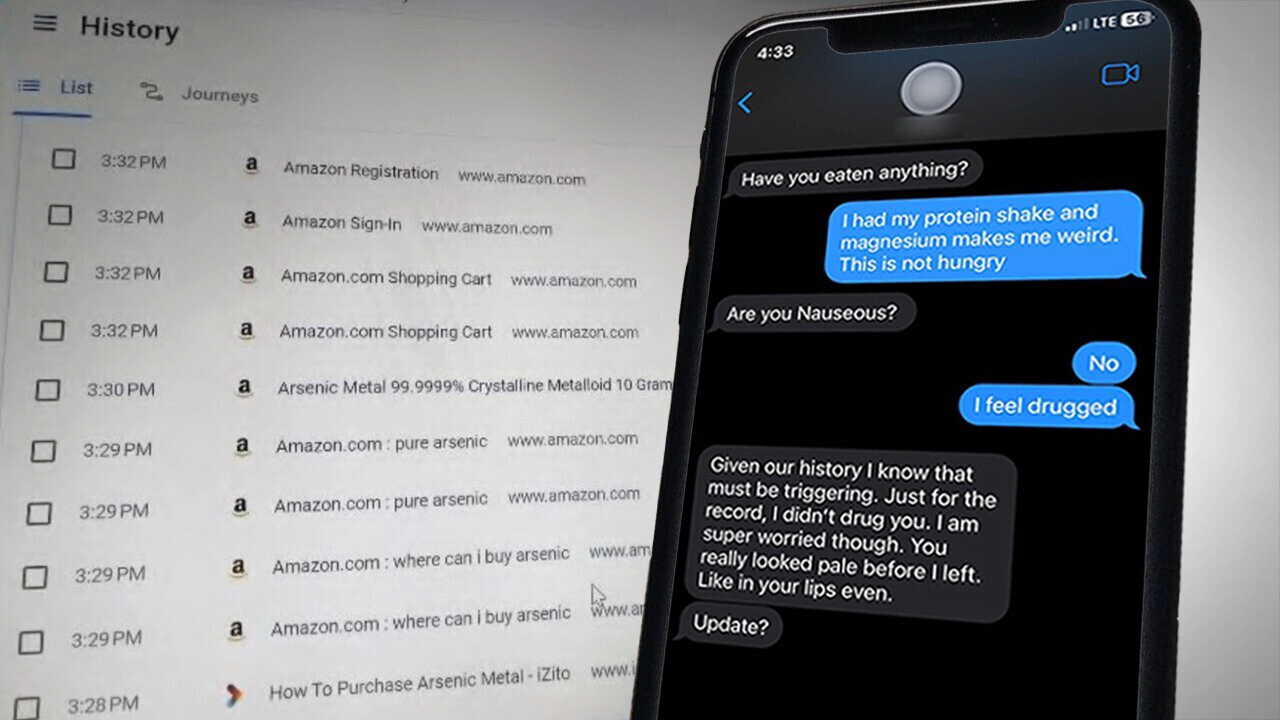 History
List Journeys
3:32 PM a Amazon Registration www.amazon.com
3:32 PM a Amazon Sign-In www.amazon.com
3:32 PM a Amazon.com Shopping Cart www.amazon.com
3:32 PM a Amazon.com Shopping Cart www.amazon.com
3:30 PM a Arsenic Metal 99.9999% Crystalline Metalloid 10 Gram
3:29 PM a Amazon.com : pure arsenic www.amazon.com
3:29 PM a Amazon.com : pure arsenic www.amazon.com
3:29 PM a Amazon.com : where can i buy arsenic www.am
3:29 PM a Amazon.com : where can i buy arsenic www.a
3:28 PM How To Purchase Arsenic Metal - iZito www.i
4:33 LTE 56
Have you eaten anything?
I had my protein shake and
magnesium makes me weird.
This is not hungry
Are you Nauseous?
No
I feel drugged
Given our history I know that
must be triggering. Just for the
record, I didn't drug you. I am
super worried though. You
really looked pale before I left.
Like in your lips even.
Update?